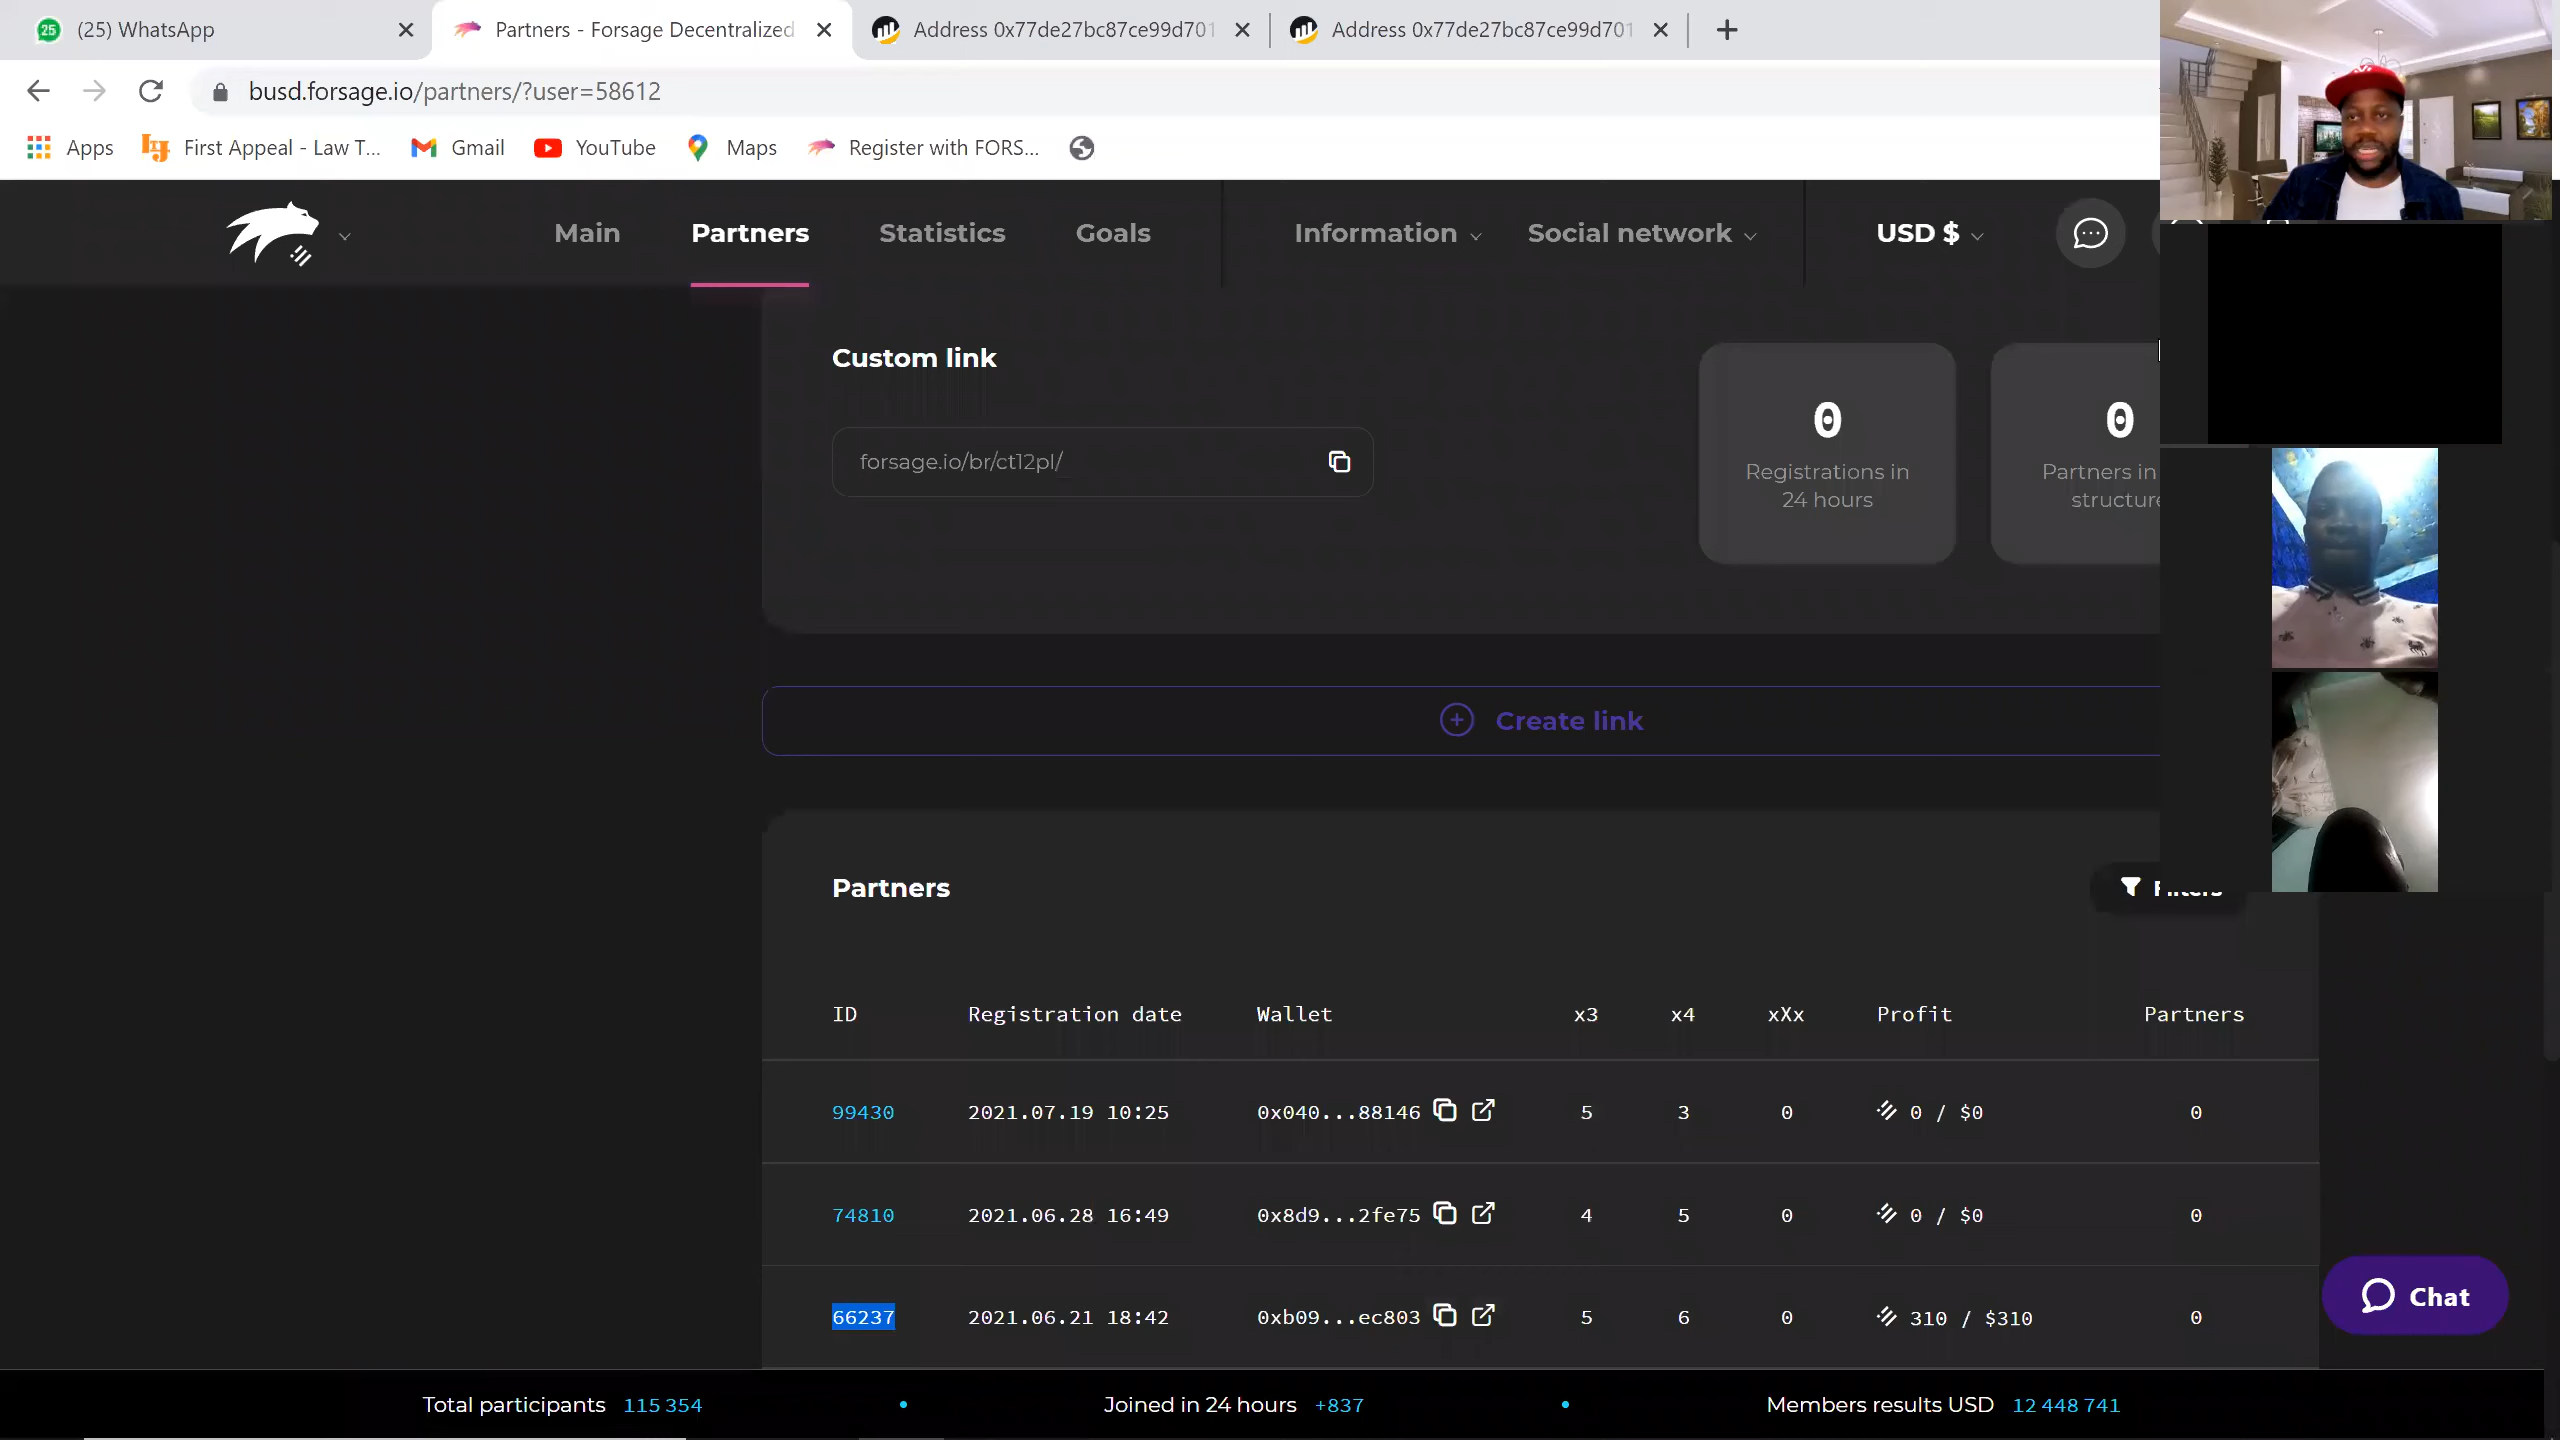 25 (25) WhatsApp
Partners - Forsage Decentralized
Address 0x77de27bc87ce99d701
Address 0x77de27bc87ce99d701
busd.forsage.io/partners/?user=58612
Apps
First Appeal - Law T...
Gmail
YouTube
Maps
Register with FORS...
Main
Partners
Statistics
Goals
Information
Social network
USD $
Custom link
forsage.io/br/ct12pl/
0
Registrations in
24 hours
0
Partners in
structure
Create link
Partners
Filters
ID Registration date Wallet x3 x4 xXx Profit Partners
99430 2021.07.19 10:25 0x040...88146 5 3 0 0 / $0 0
74810 2021.06.28 16:49 0x8d9...2fe75 4 5 0 0 / $0 0
66237 2021.06.21 18:42 0xb09...ec803 5 6 0 310 / $310 0
Chat
Total participants 115 354 • Joined in 24 hours +837 • Members results USD 12 448 741